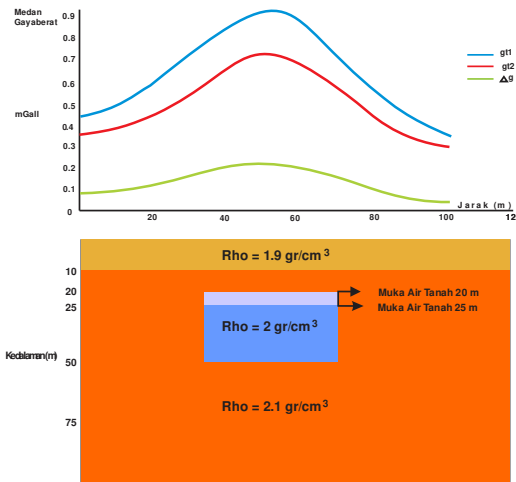 Medan
Gayaberat
mGall
0.9
0.8
0.7
0.6
0.5
0.4
0.3
0.2
0.1
0
gt1
gt2
Δg
Jarak (m)
20
40
60
80
100
12
Rho = 1.9 gr/cm³
10
20
25
50
75
Kedalaman(m)
Muka Air Tanah 20 m
Muka Air Tanah 25 m
Rho = 2 gr/cm³
Rho = 2.1 gr/cm³